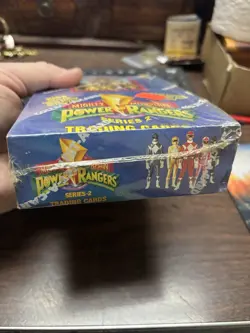 MIGHTY MORPHIN
POWER RANGERS
SERIES 2
TRADING CARDS
POWER RANGERS
SERIES·2
TRADING CARDS